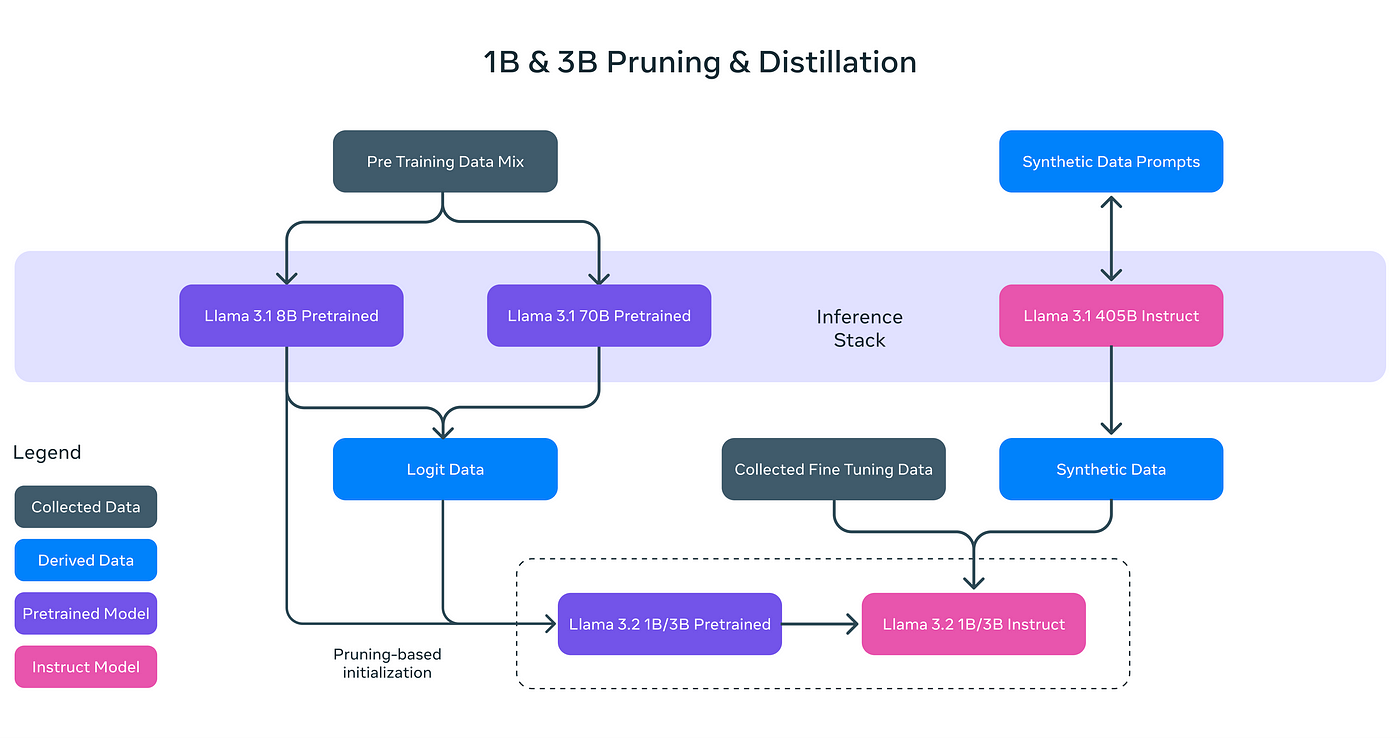 1B & 3B Pruning & Distillation
Pre Training Data Mix
Synthetic Data Prompts
Llama 3.1 8B Pretrained
Llama 3.1 70B Pretrained
Inference
Stack
Llama 3.1 405B Instruct
Legend
Collected Data
Derived Data
Pretrained Model
Instruct Model
Logit Data
Collected Fine Tuning Data
Synthetic Data
Llama 3.2 1B/3B Pretrained
Llama 3.2 1B/3B Instruct
Pruning-based
initialization